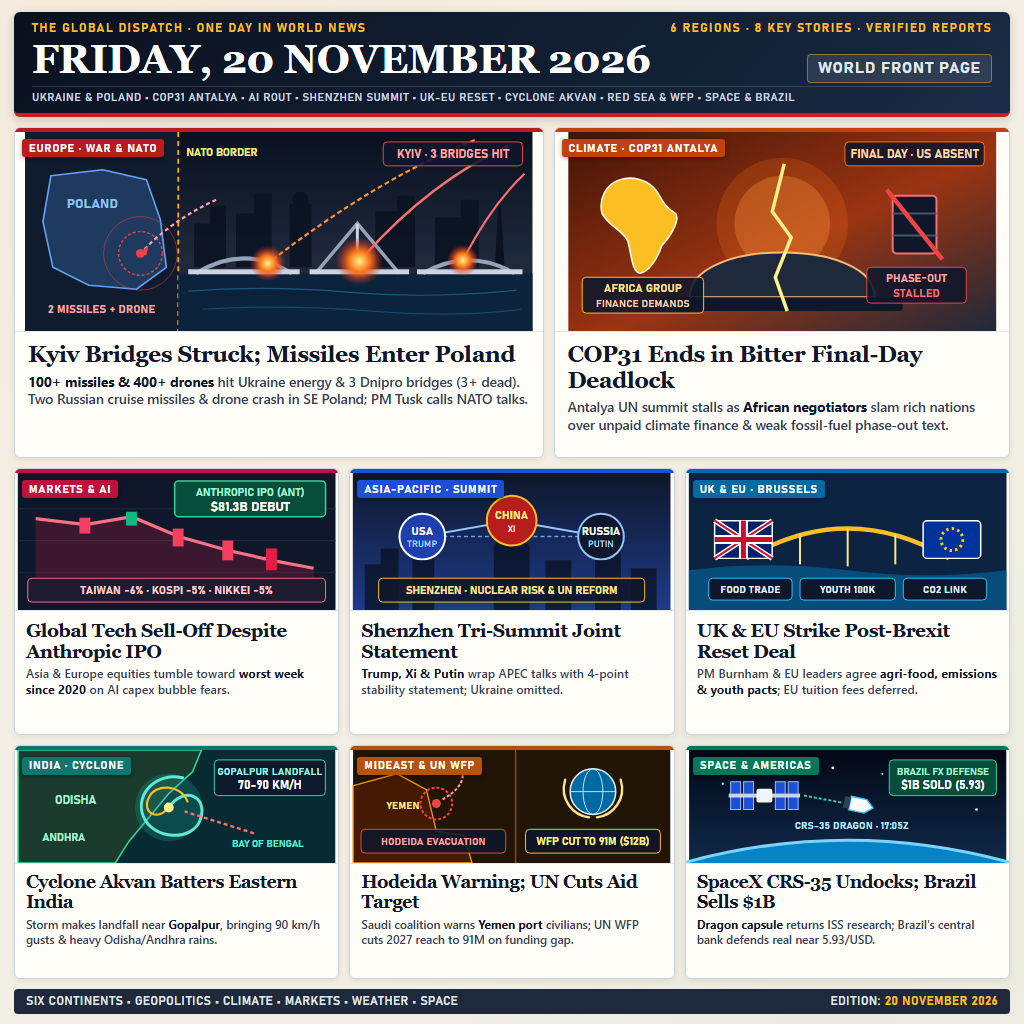 THE GLOBAL DISPATCH · ONE DAY IN WORLD NEWS
6 REGIONS · 8 KEY STORIES · VERIFIED REPORTS
FRIDAY, 20 NOVEMBER 2026
WORLD FRONT PAGE
UKRAINE & POLAND • COP31 ANTALYA • AI ROUT • SHENZHEN SUMMIT • UK-EU RESET • CYCLONE AKVAN • RED SEA & WFP • SPACE & BRAZIL
EUROPE · WAR & NATO
NATO BORDER
KYIV · 3 BRIDGES HIT
POLAND
2 MISSILES + DRONE
Kyiv Bridges Struck; Missiles Enter Poland
100+ missiles & 400+ drones hit Ukraine energy & 3 Dnipro bridges (3+ dead).
Two Russian cruise missiles & drone crash in SE Poland; PM Tusk calls NATO talks.
CLIMATE · COP31 ANTALYA
FINAL DAY · US ABSENT
AFRICA GROUP
FINANCE DEMANDS
PHASE-OUT
STALLED
COP31 Ends in Bitter Final-Day
Deadlock
Antalya UN summit stalls as African negotiators slam rich nations
over unpaid climate finance & weak fossil-fuel phase-out text.
MARKETS & AI
ANTHROPIC IPO (ANT)
$81.3B DEBUT
TAIWAN -6% · KOSPI -5% · NIKKEI -5%
Global Tech Sell-Off Despite
Anthropic IPO
Asia & Europe equities tumble toward worst week
since 2020 on AI capex bubble fears.
ASIA-PACIFIC · SUMMIT
USA
TRUMP
CHINA
XI
RUSSIA
PUTIN
SHENZHEN · NUCLEAR RISK & UN REFORM
Shenzhen Tri-Summit Joint
Statement
Trump, Xi & Putin wrap APEC talks with 4-point
stability statement; Ukraine omitted.
UK & EU · BRUSSELS
FOOD TRADE
YOUTH 100K
CO2 LINK
UK & EU Strike Post-Brexit
Reset Deal
PM Burnham & EU leaders agree agri-food, emissions
& youth pacts; EU tuition fees deferred.
INDIA · CYCLONE
GOPALPUR LANDFALL
70-90 KM/H
ODISHA
ANDHRA
BAY OF BENGAL
Cyclone Akvan Batters Eastern
India
Storm makes landfall near Gopalpur, bringing 90 km/h
gusts & heavy Odisha/Andhra rains.
MIDEAST & UN WFP
YEMEN
HODEIDA EVACUATION
WFP CUT TO 91M ($12B)
Hodeida Warning; UN Cuts Aid
Target
Saudi coalition warns Yemen port civilians; UN WFP
cuts 2027 reach to 91M on funding gap.
SPACE & AMERICAS
BRAZIL FX DEFENSE
$1B SOLD (5.93)
CRS-35 DRAGON · 17:05Z
SpaceX CRS-35 Undocks; Brazil
Sells $1B
Dragon capsule returns ISS research; Brazil's central
bank defends real near 5.93/USD.
SIX CONTINENTS • GEOPOLITICS • CLIMATE • MARKETS • WEATHER • SPACE
EDITION: 20 NOVEMBER 2026